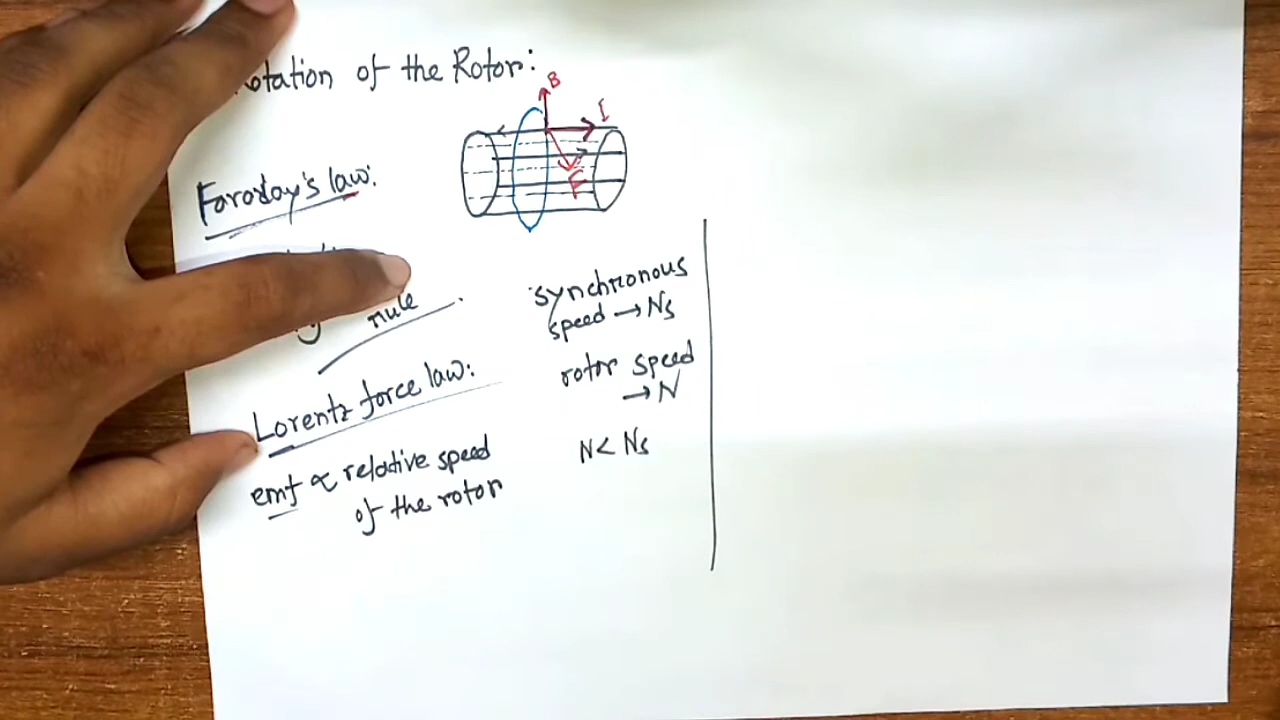 otation of the Rotor:
B
I
F
Faraday's law:
rule
synchronous
speed → Ns
rotor speed
→ N
Lorentz force law:
N < Ns
emf ∝ relative speed
of the rotor